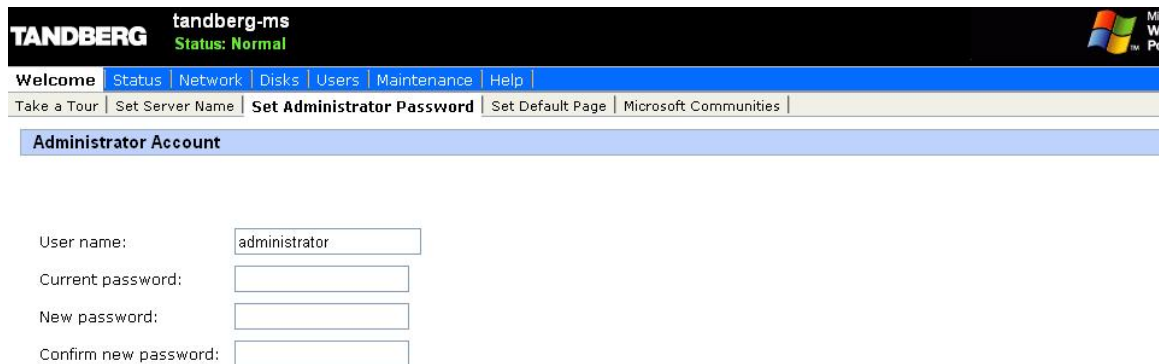 TANDBERG
tandberg-ms
Status: Normal
Welcome | Status | Network | Disks | Users | Maintenance | Help |
Take a Tour | Set Server Name | Set Administrator Password | Set Default Page | Microsoft Communities |
Administrator Account
User name: administrator
Current password:
New password:
Confirm new password: